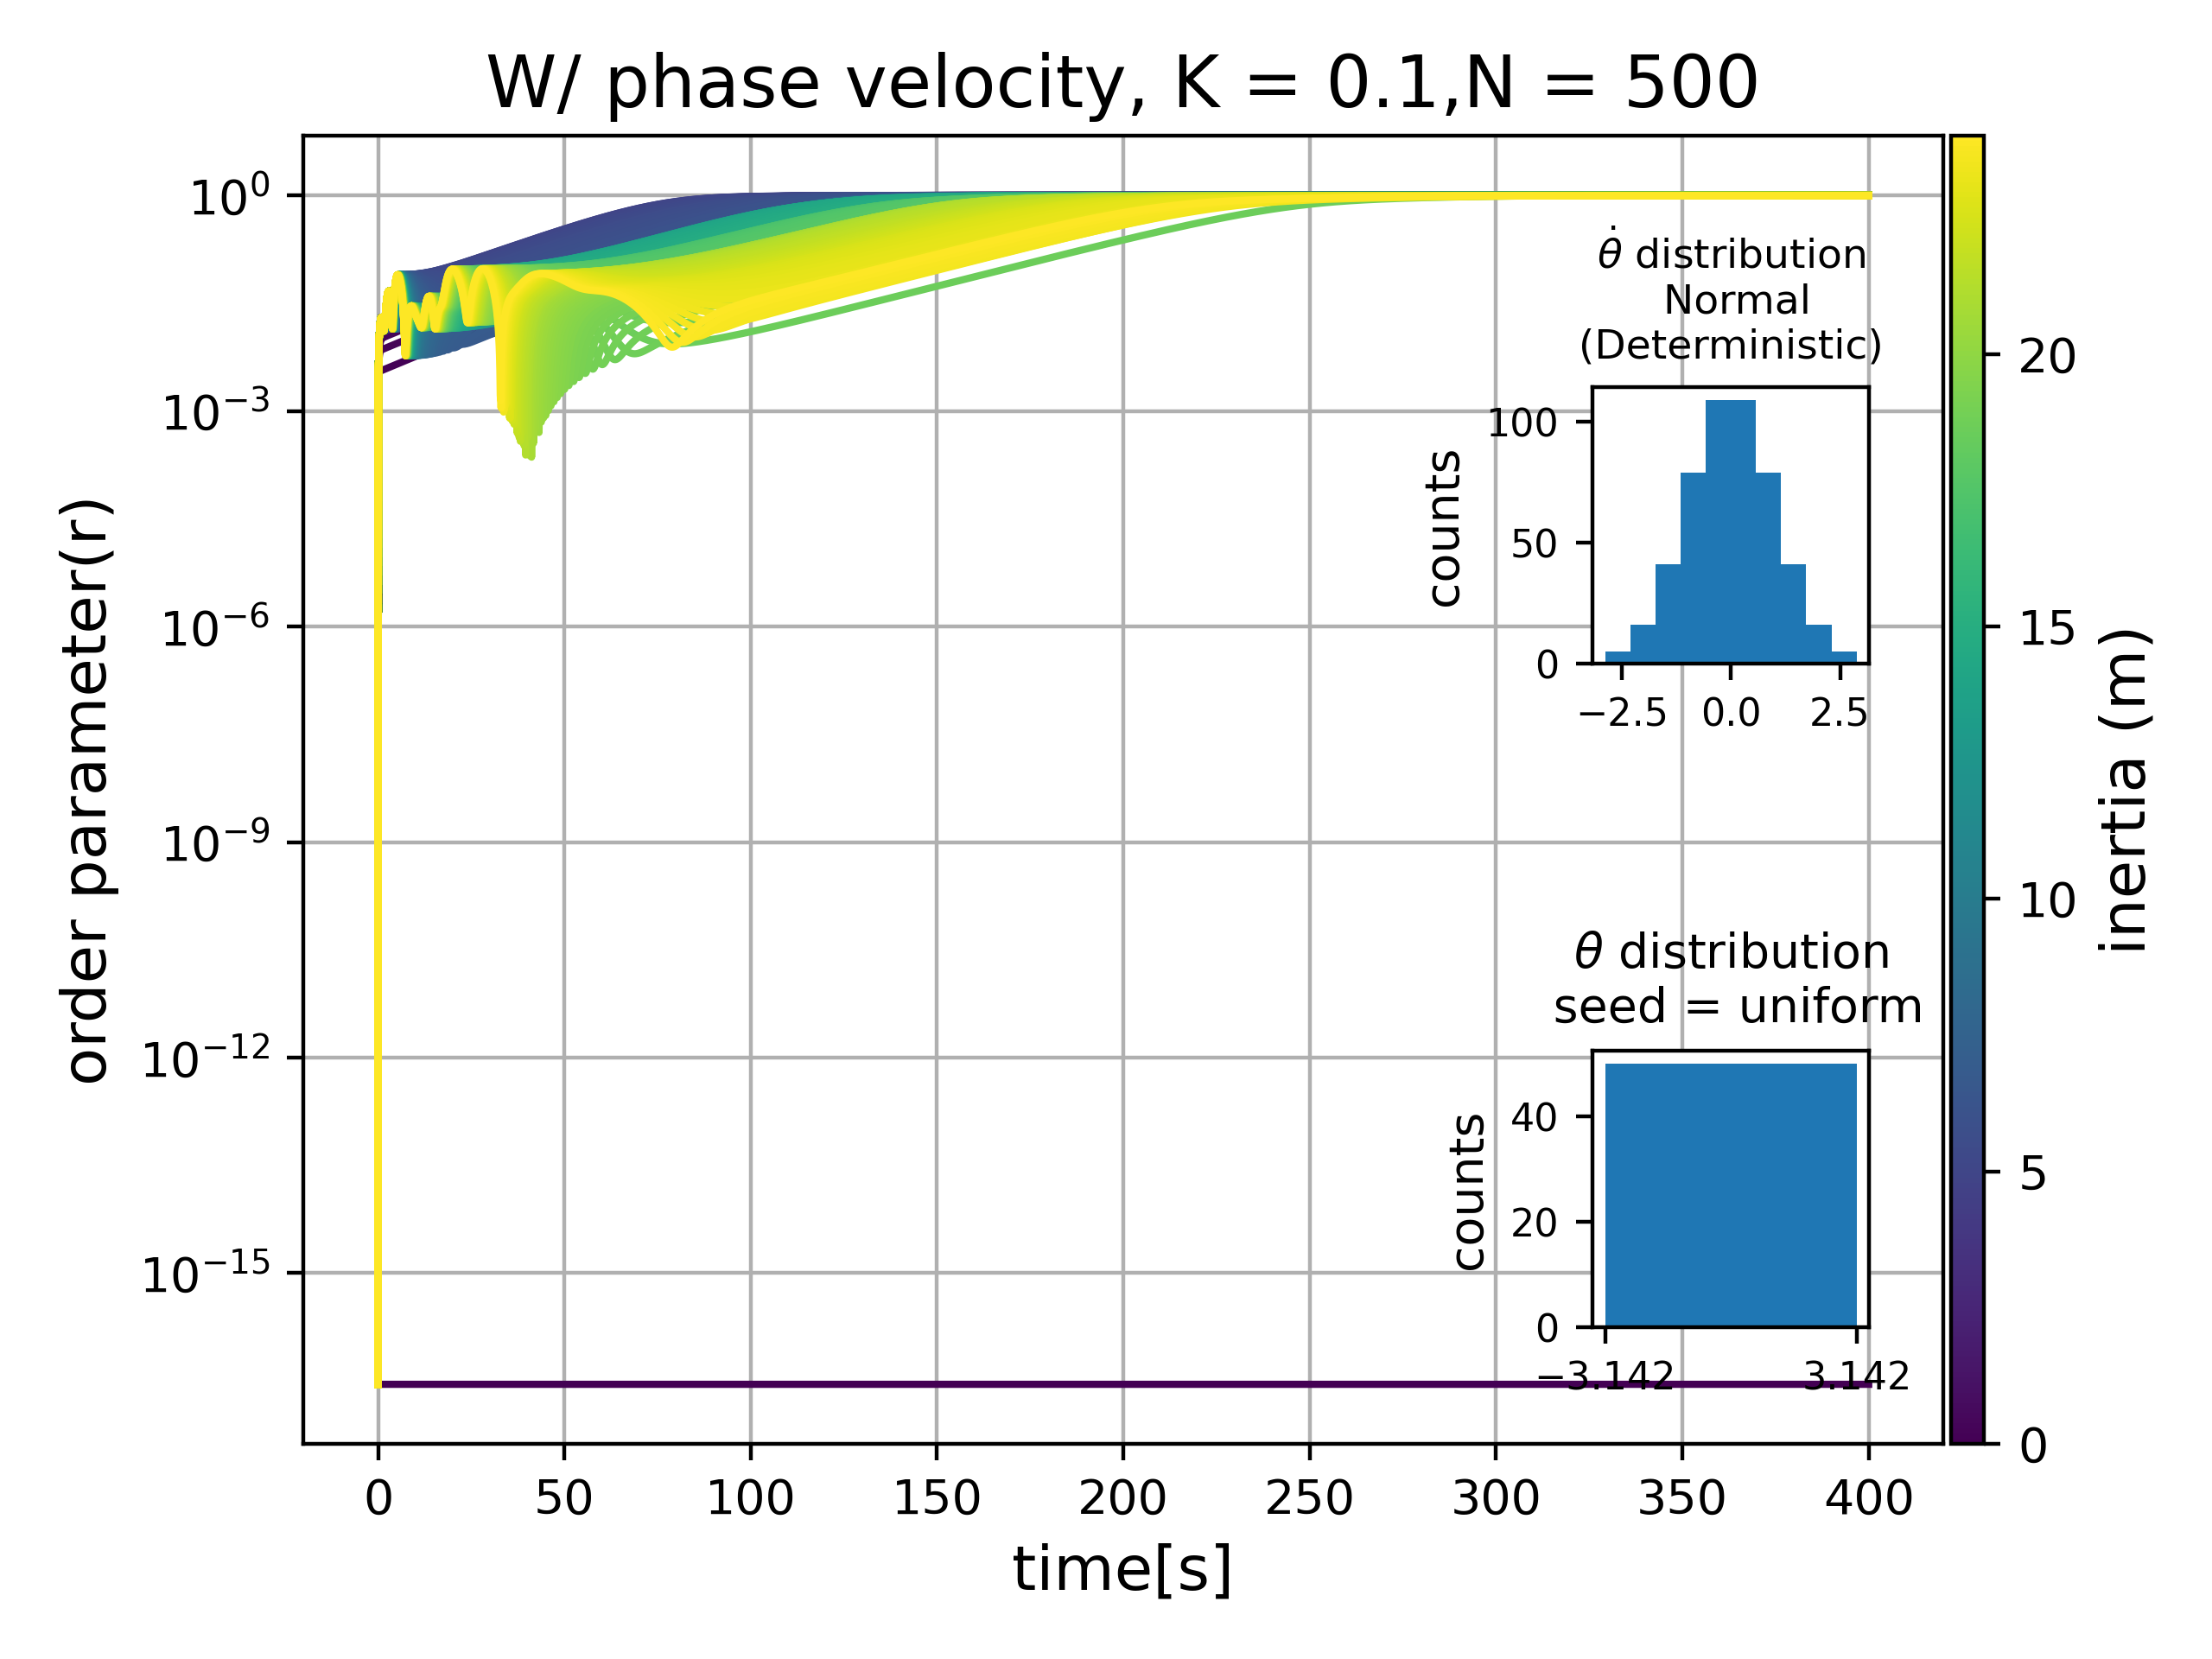 W/ phase velocity, K = 0.1,N = 500
order parameter(r)
10⁰
10⁻³
10⁻⁶
10⁻⁹
10⁻¹²
10⁻¹⁵
0 50 100 150 200 250 300 350 400
time[s]
θ̇ distribution
Normal
(Deterministic)
counts
100
50
0
−2.5 0.0 2.5
θ distribution
seed = uniform
counts
40
20
0
−3.142 3.142
20
15
10
5
0
inertia (m)